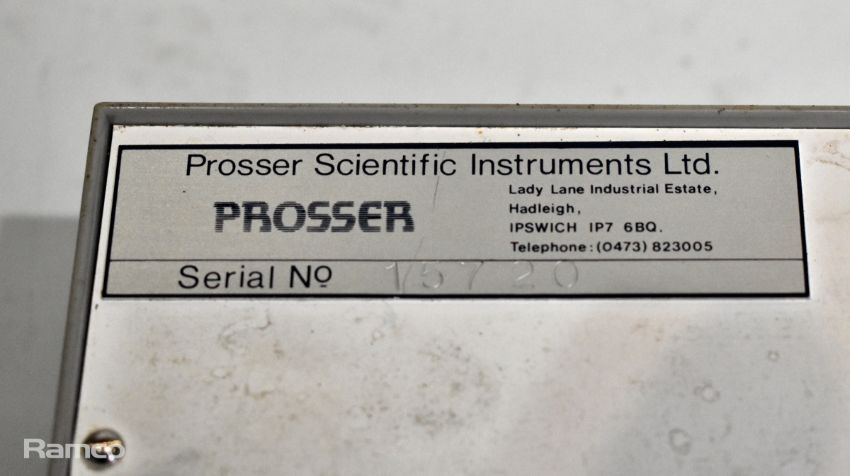 Prosser Scientific Instruments Ltd.
PROSSER
Lady Lane Industrial Estate,
Hadleigh,
IPSWICH IP7 6BQ.
Telephone: (0473) 823005
Serial Nº 15720
Ramco